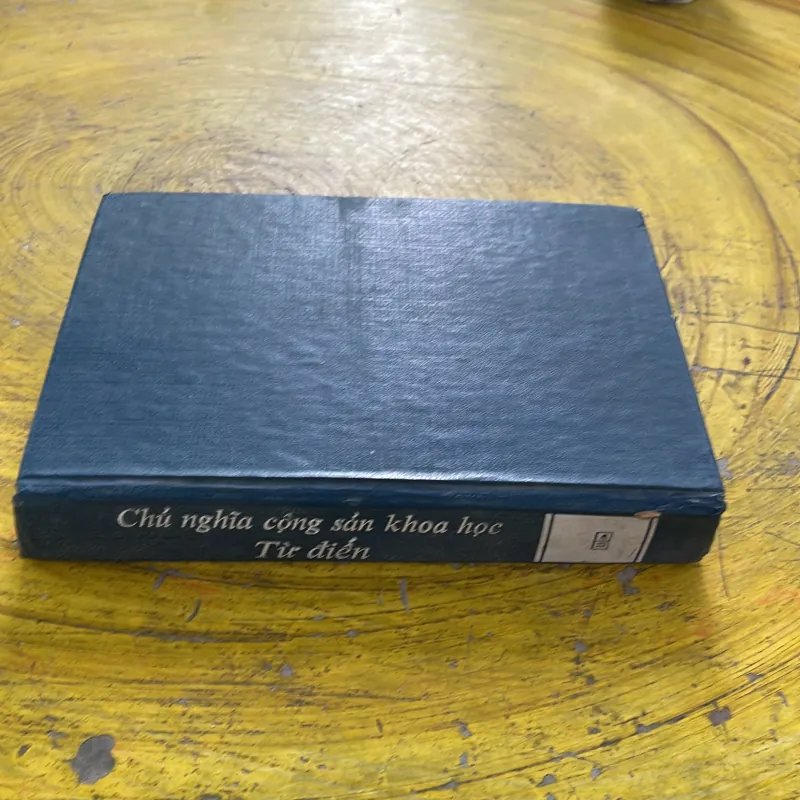 Chủ nghĩa cộng sản khoa học
Từ điển